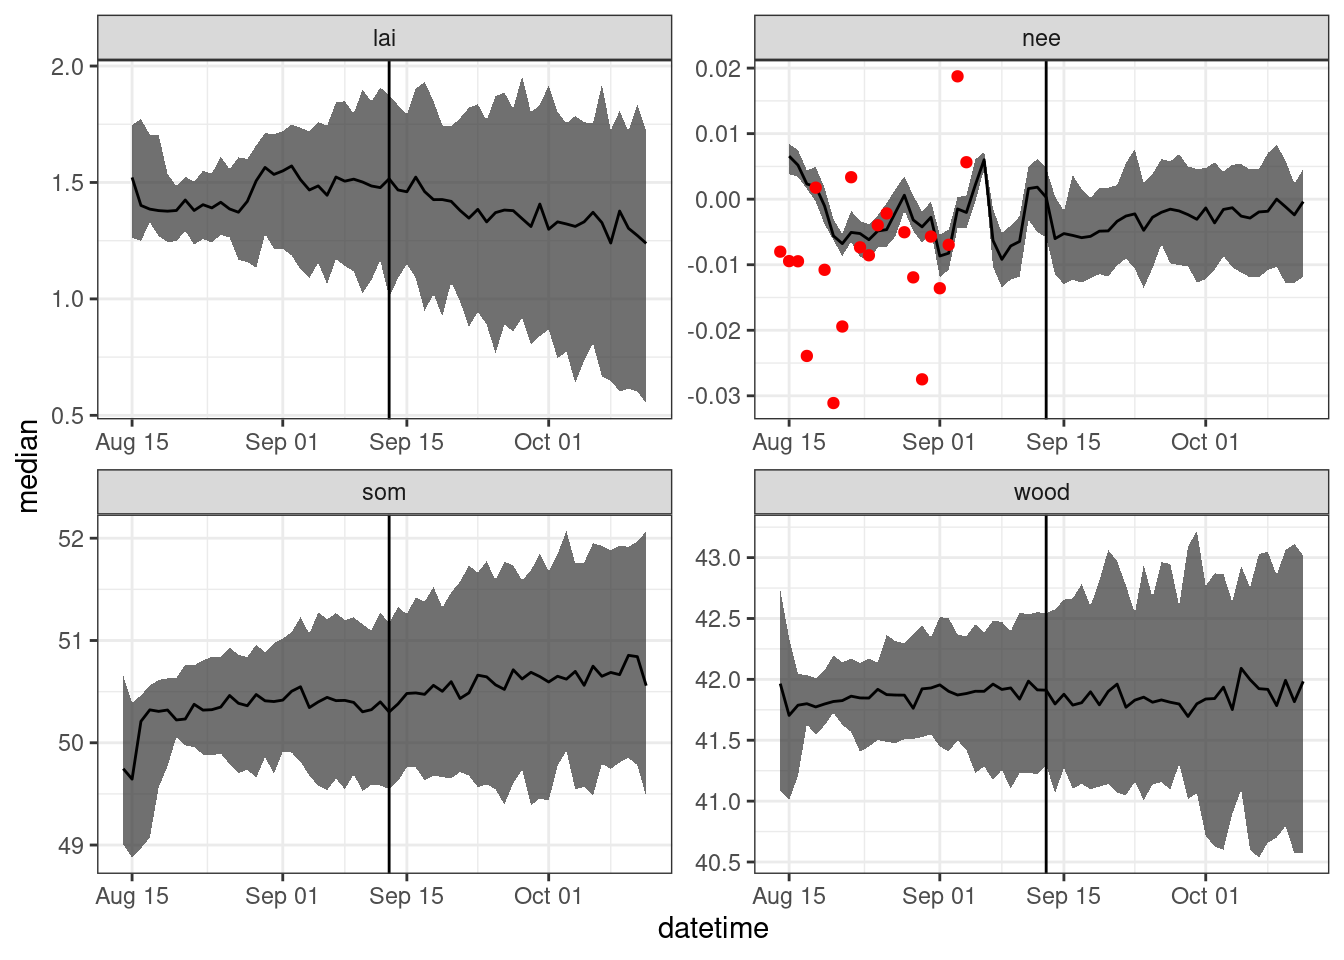 lai
nee
2.0
1.5
1.0
0.5
0.02
0.01
0.00
-0.01
-0.02
-0.03
Aug 15 Sep 01 Sep 15 Oct 01
Aug 15 Sep 01 Sep 15 Oct 01
median
som
wood
52
51
50
49
43.0
42.5
42.0
41.5
41.0
40.5
Aug 15 Sep 01 Sep 15 Oct 01
Aug 15 Sep 01 Sep 15 Oct 01
datetime